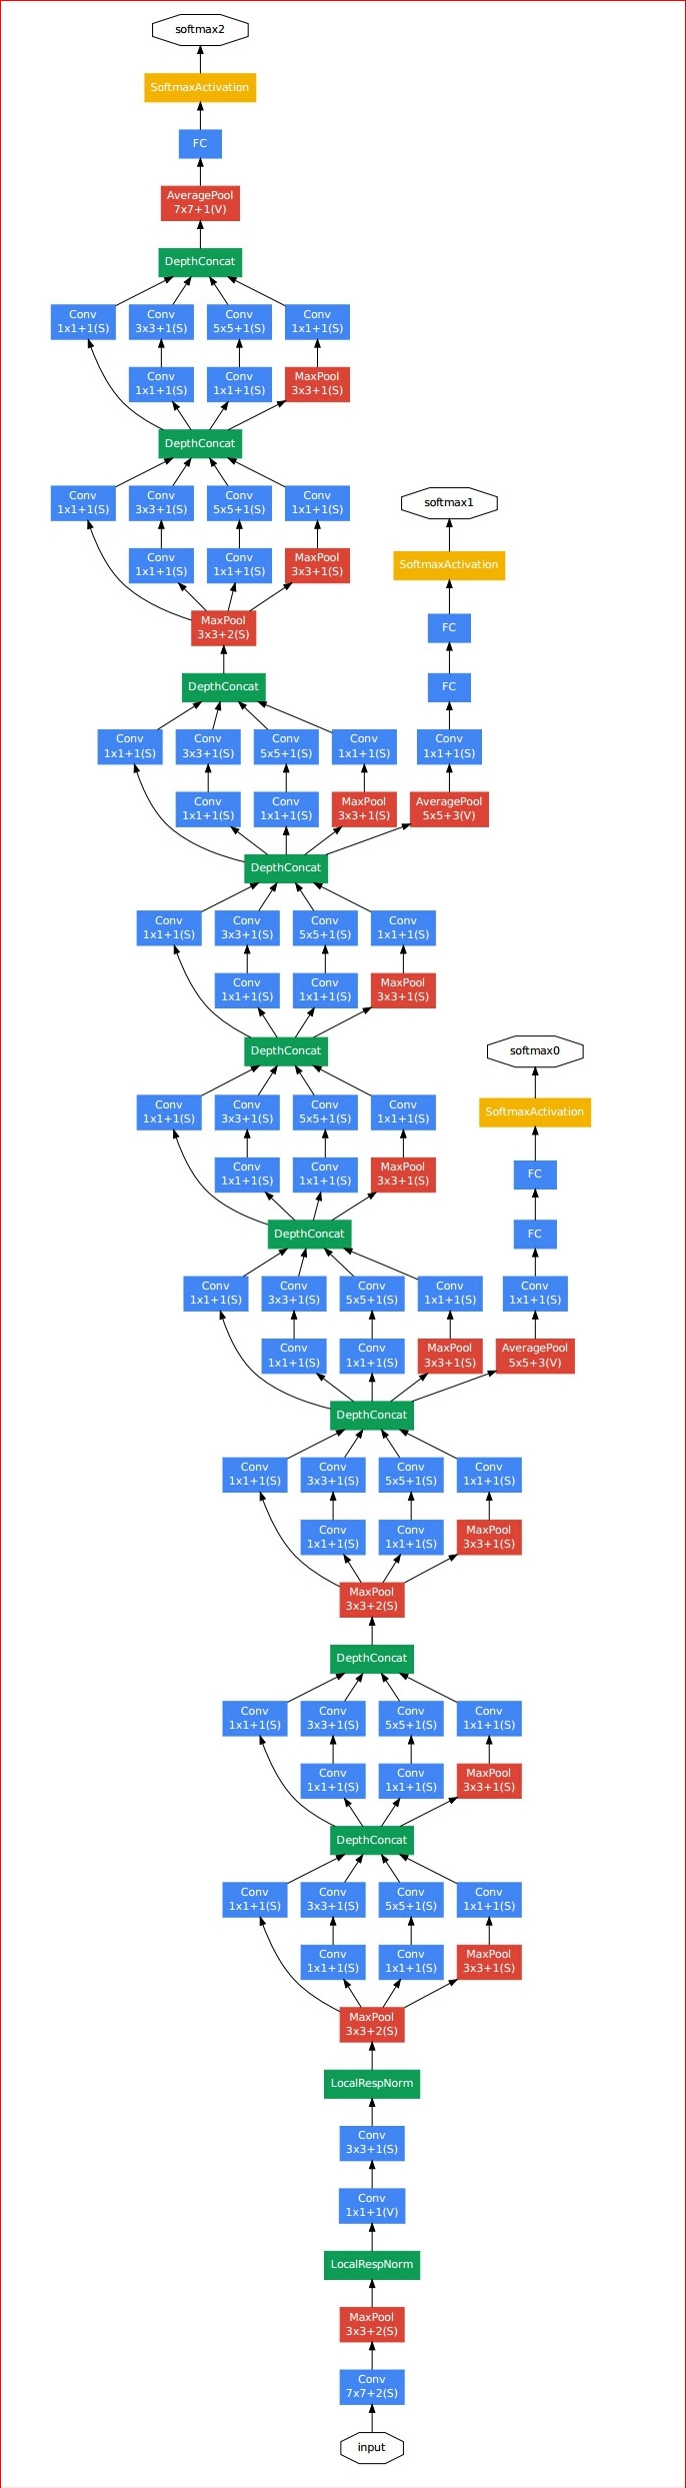 softmax2
SoftmaxActivation
FC
AveragePool
7x7+1(V)
DepthConcat
Conv
1x1+1(S)
Conv
3x3+1(S)
Conv
5x5+1(S)
Conv
1x1+1(S)
Conv
1x1+1(S)
Conv
1x1+1(S)
MaxPool
3x3+1(S)
DepthConcat
Conv
1x1+1(S)
Conv
3x3+1(S)
Conv
5x5+1(S)
Conv
1x1+1(S)
softmax1
Conv
1x1+1(S)
Conv
1x1+1(S)
MaxPool
3x3+1(S)
SoftmaxActivation
MaxPool
3x3+2(S)
FC
DepthConcat
FC
Conv
1x1+1(S)
Conv
3x3+1(S)
Conv
5x5+1(S)
Conv
1x1+1(S)
Conv
1x1+1(S)
Conv
1x1+1(S)
Conv
1x1+1(S)
MaxPool
3x3+1(S)
AveragePool
5x5+3(V)
DepthConcat
Conv
1x1+1(S)
Conv
3x3+1(S)
Conv
5x5+1(S)
Conv
1x1+1(S)
Conv
1x1+1(S)
Conv
1x1+1(S)
MaxPool
3x3+1(S)
DepthConcat
softmax0
Conv
1x1+1(S)
Conv
3x3+1(S)
Conv
5x5+1(S)
Conv
1x1+1(S)
SoftmaxActivation
Conv
1x1+1(S)
Conv
1x1+1(S)
MaxPool
3x3+1(S)
FC
DepthConcat
FC
Conv
1x1+1(S)
Conv
3x3+1(S)
Conv
5x5+1(S)
Conv
1x1+1(S)
Conv
1x1+1(S)
Conv
1x1+1(S)
Conv
1x1+1(S)
MaxPool
3x3+1(S)
AveragePool
5x5+3(V)
DepthConcat
Conv
1x1+1(S)
Conv
3x3+1(S)
Conv
5x5+1(S)
Conv
1x1+1(S)
Conv
1x1+1(S)
Conv
1x1+1(S)
MaxPool
3x3+1(S)
MaxPool
3x3+2(S)
DepthConcat
Conv
1x1+1(S)
Conv
3x3+1(S)
Conv
5x5+1(S)
Conv
1x1+1(S)
Conv
1x1+1(S)
Conv
1x1+1(S)
MaxPool
3x3+1(S)
DepthConcat
Conv
1x1+1(S)
Conv
3x3+1(S)
Conv
5x5+1(S)
Conv
1x1+1(S)
Conv
1x1+1(S)
Conv
1x1+1(S)
MaxPool
3x3+1(S)
MaxPool
3x3+2(S)
LocalRespNorm
Conv
3x3+1(S)
Conv
1x1+1(V)
LocalRespNorm
MaxPool
3x3+2(S)
Conv
7x7+2(S)
input